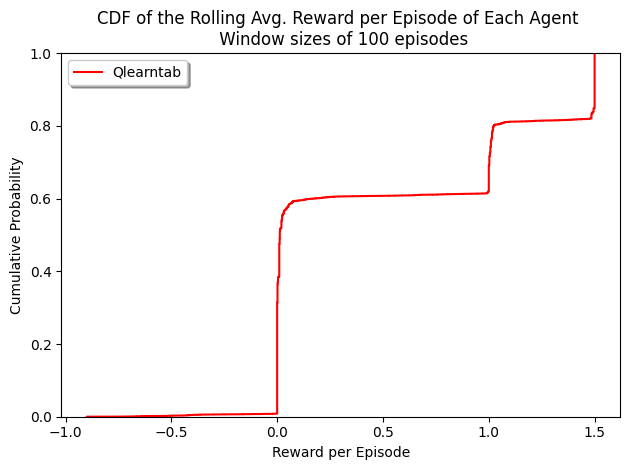 CDF of the Rolling Avg. Reward per Episode of Each Agent
Window sizes of 100 episodes
Qlearntab
1.0
0.8
0.6
0.4
0.2
0.0
Cumulative Probability
−1.0 −0.5 0.0 0.5 1.0 1.5
Reward per Episode